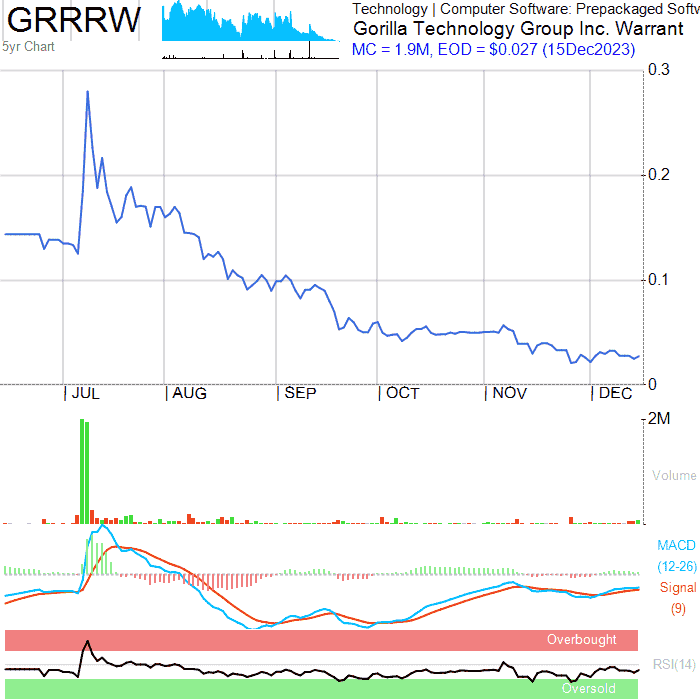 GRRRW
5yr Chart
Technology | Computer Software: Prepackaged Softw
Gorilla Technology Group Inc. Warrant
MC = 1.9M, EOD = $0.027 (15Dec2023)
0.3
0.2
0.1
0
JUL AUG SEP OCT NOV DEC
2M
Volume
MACD
(12-26)
Signal
(9)
Overbought
RSI(14)
Oversold